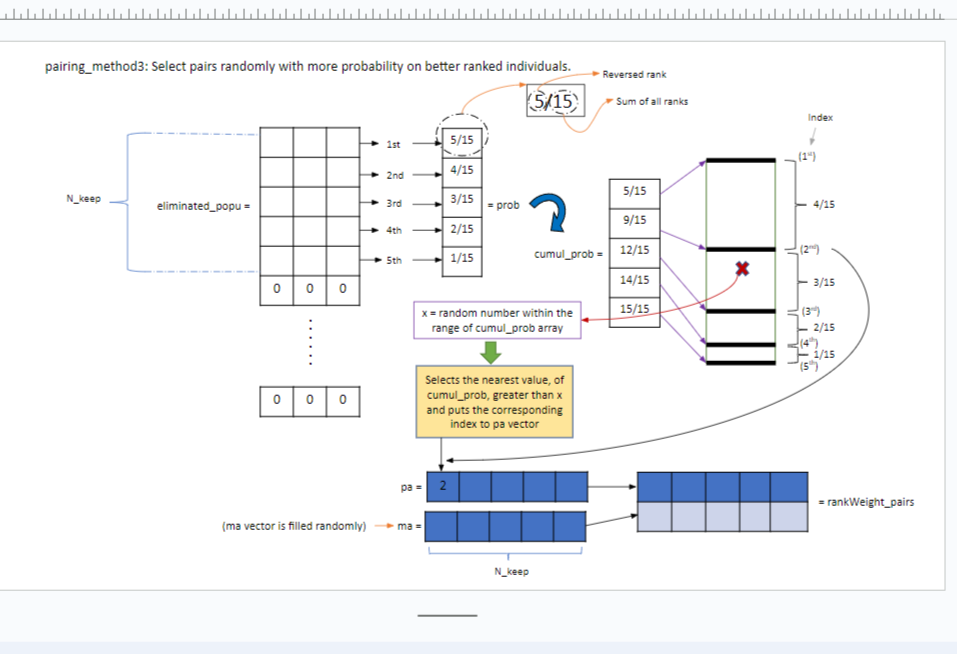 pairing_method3: Select pairs randomly with more probability on better ranked individuals.
Reversed rank
5/15
Sum of all ranks
Index
N_keep
eliminated_popu =
1st
2nd
3rd
4th
5th
5/15
4/15
3/15
2/15
1/15
= prob
cumul_prob =
5/15
9/15
12/15
14/15
15/15
(1st)
4/15
(2nd)
3/15
(3rd)
2/15
(4th)
1/15
(5th)
0 0 0
0 0 0
x = random number within the
range of cumul_prob array
Selects the nearest value, of
cumul_prob, greater than x
and puts the corresponding
index to pa vector
pa =
2
(ma vector is filled randomly)
ma =
= rankWeight_pairs
N_keep